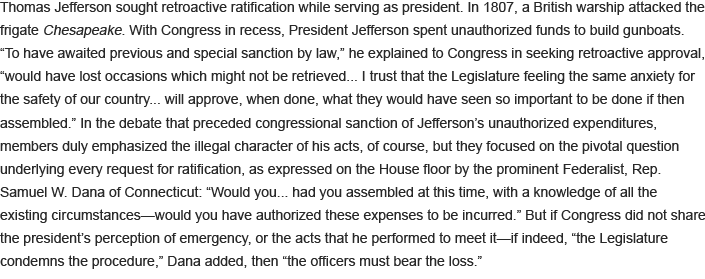 Thomas Jefferson sought retroactive ratification while serving as president. In 1807, a British warship attacked the
frigate Chesapeake. With Congress in recess, President Jefferson spent unauthorized funds to build gunboats.
“To have awaited previous and special sanction by law,” he explained to Congress in seeking retroactive approval,
“would have lost occasions which might not be retrieved... I trust that the Legislature feeling the same anxiety for
the safety of our country... will approve, when done, what they would have seen so important to be done if then
assembled.” In the debate that preceded congressional sanction of Jefferson’s unauthorized expenditures,
members duly emphasized the illegal character of his acts, of course, but they focused on the pivotal question
underlying every request for ratification, as expressed on the House floor by the prominent Federalist, Rep.
Samuel W. Dana of Connecticut: “Would you... had you assembled at this time, with a knowledge of all the
existing circumstances—would you have authorized these expenses to be incurred.” But if Congress did not share
the president’s perception of emergency, or the acts that he performed to meet it—if indeed, “the Legislature
condemns the procedure,” Dana added, then “the officers must bear the loss.”